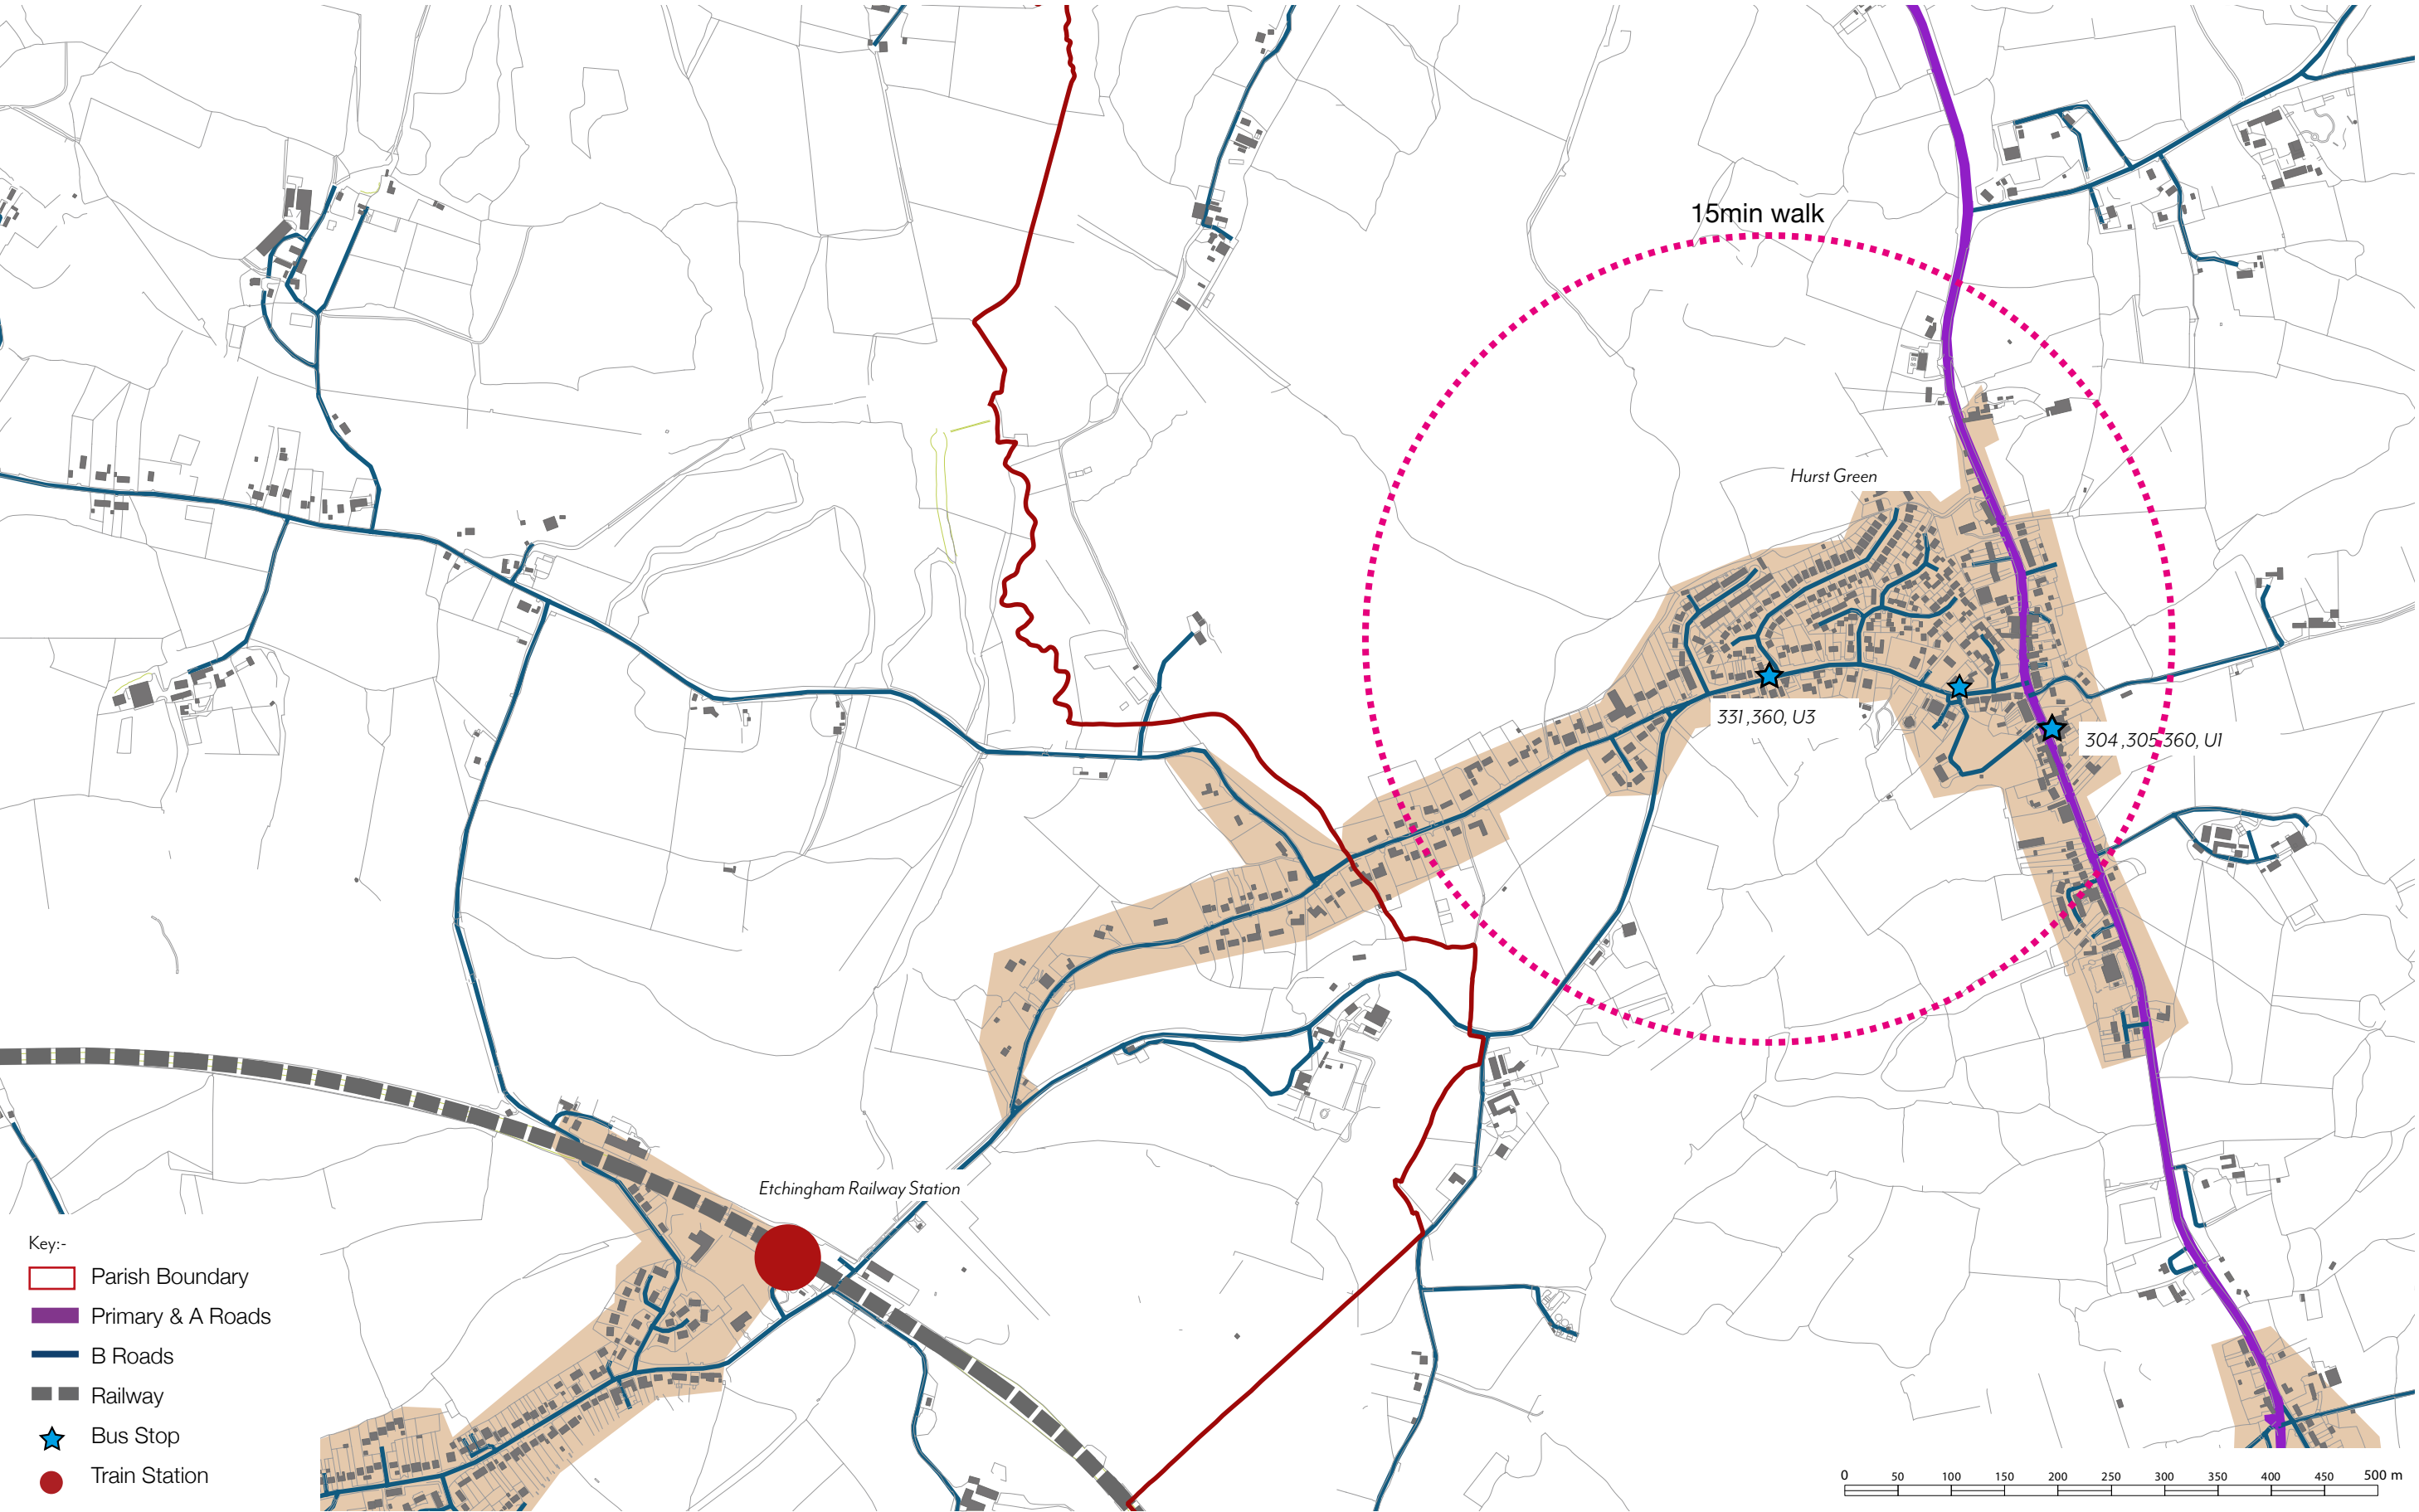 15min walk
Hurst Green
331 ,360, U3
304 ,305,360, U1
Etchingham Railway Station
Key:-
Parish Boundary
Primary & A Roads
B Roads
Railway
Bus Stop
Train Station
0 50 100 150 200 250 300 350 400 450 500 m